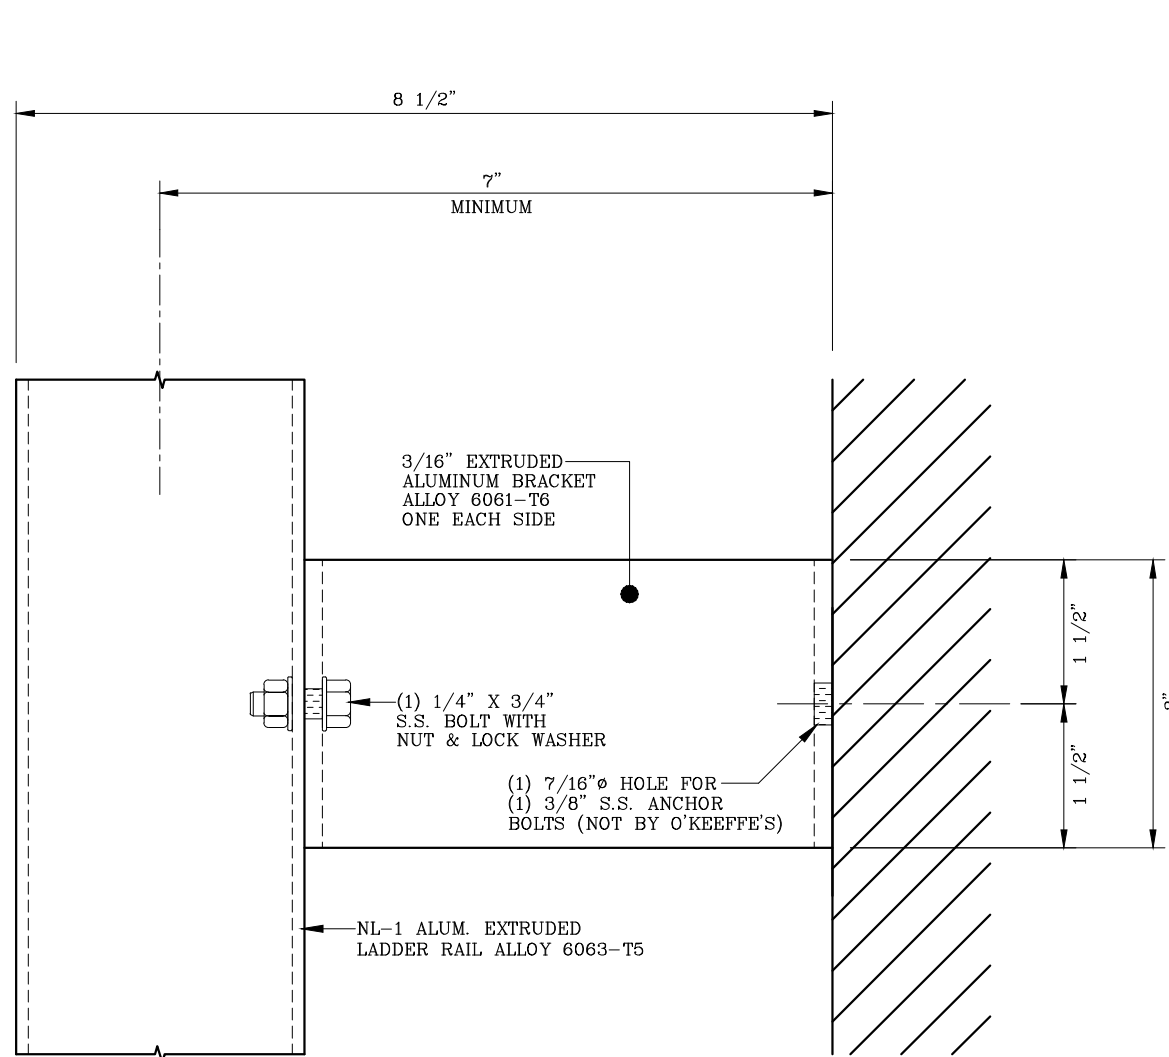 8 1/2"
7"
MINIMUM
3/16" EXTRUDED
ALUMINUM BRACKET
ALLOY 6061-T6
ONE EACH SIDE
1 1/2"
(1) 1/4" X 3/4"
S.S. BOLT WITH
NUT & LOCK WASHER
1 1/2"
(1) 7/16"ø HOLE FOR
(1) 3/8" S.S. ANCHOR
BOLTS (NOT BY O'KEEFFE'S)
NL-1 ALUM. EXTRUDED
LADDER RAIL ALLOY 6063-T5